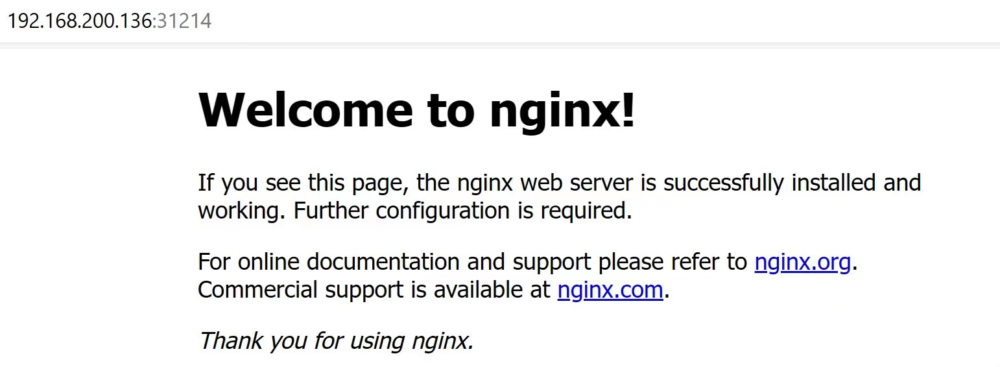 192.168.200.136:31214
Welcome to nginx!
If you see this page, the nginx web server is successfully installed and
working. Further configuration is required.
For online documentation and support please refer to nginx.org.
Commercial support is available at nginx.com.
Thank you for using nginx.